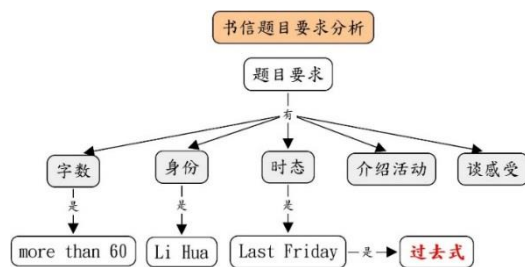 书信题目要求分析
题目要求
有
字数 身份 时态 介绍活动 谈感受
是 是 是
more than 60 Li Hua Last Friday 是 过去式